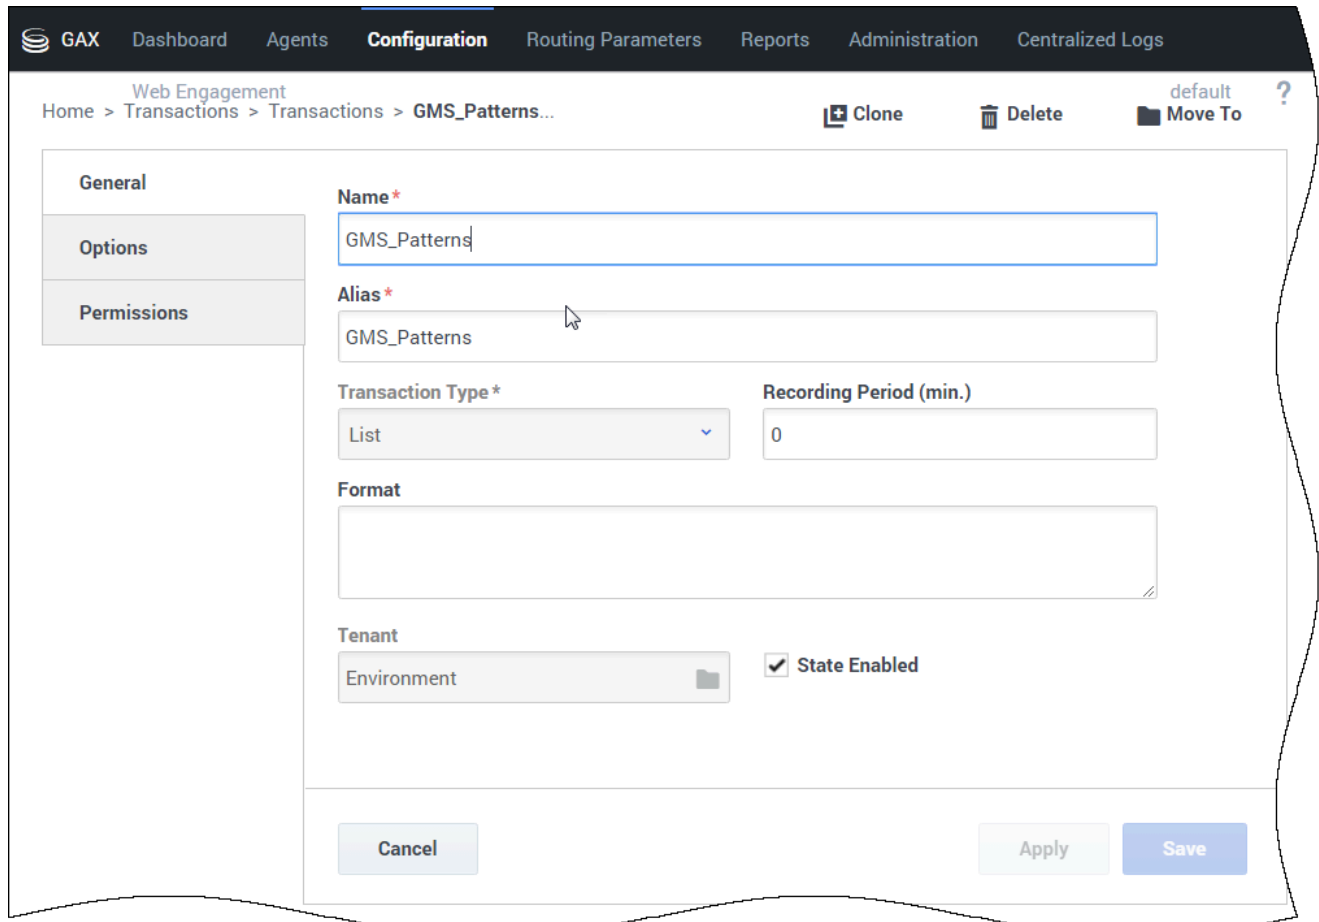 GAX Dashboard Agents Configuration Routing Parameters Reports Administration Centralized Logs
Web Engagement default ?
Home > Transactions > Transactions > GMS_Patterns... Clone Delete Move To
General
Options
Permissions
Name*
GMS_Patterns
Alias*
GMS_Patterns
Transaction Type* Recording Period (min.)
List 0
Format
Tenant
Environment State Enabled
Cancel Apply Save